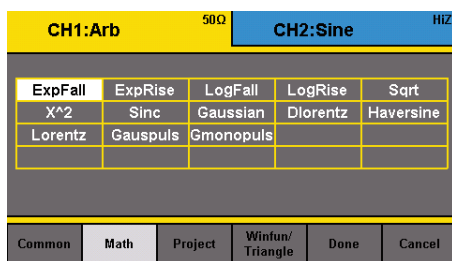 CH1:Arb 50Ω CH2:Sine HiZ
ExpFall ExpRise LogFall LogRise Sqrt
X^2 Sinc Gaussian Dlorentz Haversine
Lorentz Gauspuls Gmonopuls
Common Math Project Winfun/ Triangle Done Cancel